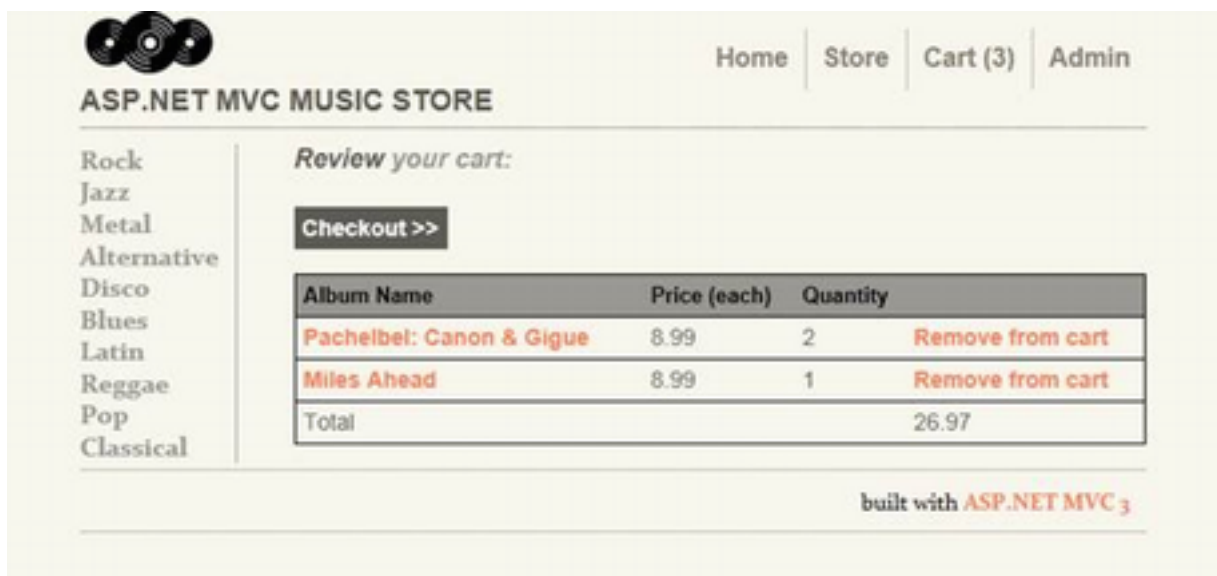 Home Store Cart (3) Admin
ASP.NET MVC MUSIC STORE
Rock
Jazz
Metal
Alternative
Disco
Blues
Latin
Reggae
Pop
Classical
Review your cart:
Checkout >>
Album Name Price (each) Quantity
Pachelbel: Canon & Gigue 8.99 2 Remove from cart
Miles Ahead 8.99 1 Remove from cart
Total 26.97
built with ASP.NET MVC 3